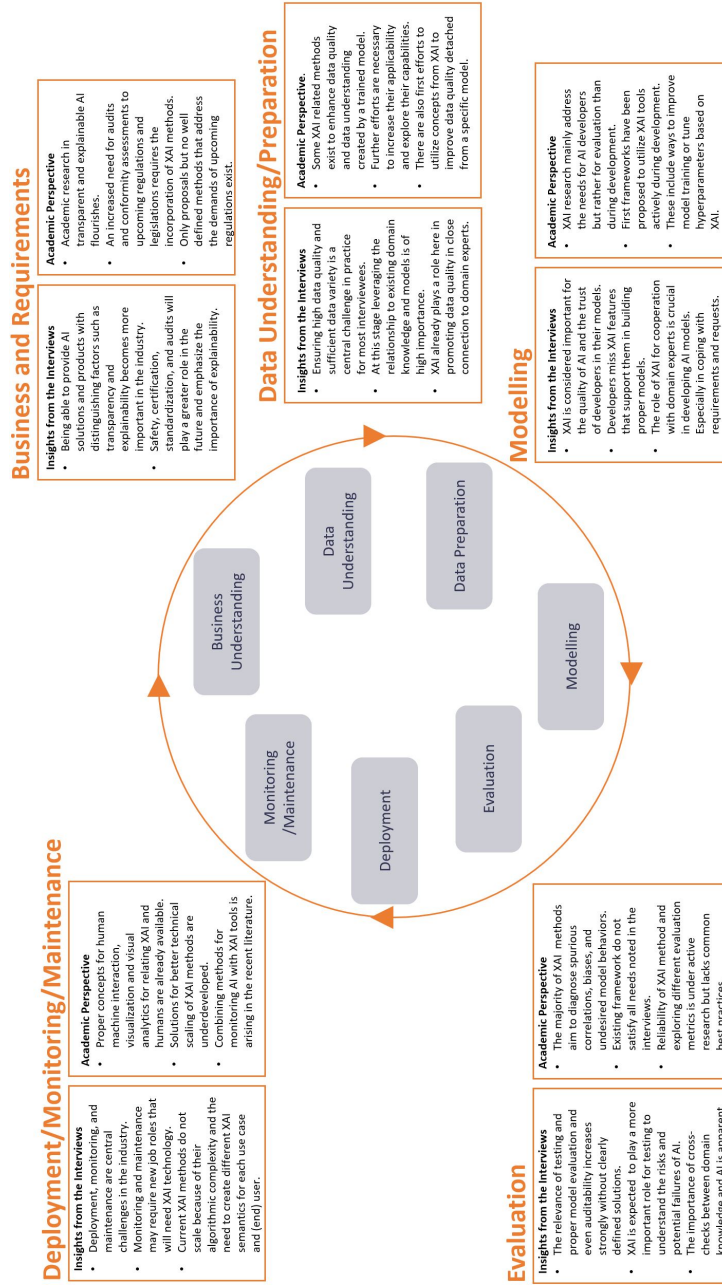 Deployment/Monitoring/Maintenance
Insights from the Interviews
• Deployment, monitoring, and
maintenance are central
challenges in the industry.
• Monitoring and maintenance
may require new job roles that
will need XAI technology.
• Current XAI methods do not
scale because of their
algorithmic complexity and the
need to create different XAI
semantics for each use case
and (end) user.
Academic Perspective
• Proper concepts for human
machine interaction,
visualization and visual
analytics for relating XAI and
humans are already available.
• Solutions for better technical
scaling of XAI methods are
underdeveloped.
• Combining methods for
monitoring AI with XAI tools is
arising in the recent literature.
Business and Requirements
Insights from the Interviews
• Being able to provide AI
solutions and products with
distinguishing factors such as
transparency and
explainability becomes more
important in the industry.
• Safety, certification,
standardization, and audits will
play a greater role in the
future and emphasize the
importance of explainability.
Academic Perspective
• Academic research in
transparent and explainable AI
flourishes.
• An increased need for audits
and conformity assessments to
upcoming regulations and
legislations requires the
incorporation of XAI methods.
• Only proposals but no well
defined methods that address
the demands of upcoming
regulations exist.
Data Understanding/Preparation
Insights from the Interviews
• Ensuring high data quality and
sufficient data variety is a
central challenge in practice
for most interviewees.
• At this stage leveraging the
relationship to existing domain
knowledge and models is of
high importance.
• XAI already plays a role here in
promoting data quality in close
connection to domain experts.
Academic Perspective.
• Some XAI related methods
exist to enhance data quality
and data understanding
created by a trained model.
• Further efforts are necessary
to increase their applicability
and explore their capabilities.
• There are also first efforts to
utilize concepts from XAI to
improve data quality detached
from a specific model.
Business
Understanding
Data
Understanding
Data Preparation
Modelling
Evaluation
Deployment
Monitoring
/Maintenance
Evaluation
Insights from the Interviews
• The relevance of testing and
proper model evaluation and
even auditability increases
strongly without clearly
defined solutions.
• XAI is expected to play a more
important role for testing to
understand the risks and
potential failures of AI.
• The importance of cross-
checks between domain
knowledge and AI is apparent
Academic Perspective
• The majority of XAI methods
aim to diagnose spurious
correlations, biases, and
undesired model behaviors.
• Existing framework do not
satisfy all needs noted in the
interviews.
• Reliability of XAI method and
exploring different evaluation
metrics is under active
research but lacks common
best practices
Modelling
Insights from the Interviews
• XAI is considered important for
the quality of AI and the trust
of developers in their models.
• Developers miss XAI features
that support them in building
proper models.
• The role of XAI for cooperation
with domain experts is crucial
in developing AI models.
Especially in coping with
requirements and requests.
Academic Perspective
• XAI research mainly address
the needs for AI developers
but rather for evaluation than
during development.
• First frameworks have been
proposed to utilize XAI tools
actively during development.
• These include ways to improve
model training or tune
hyperparameters based on
XAI.